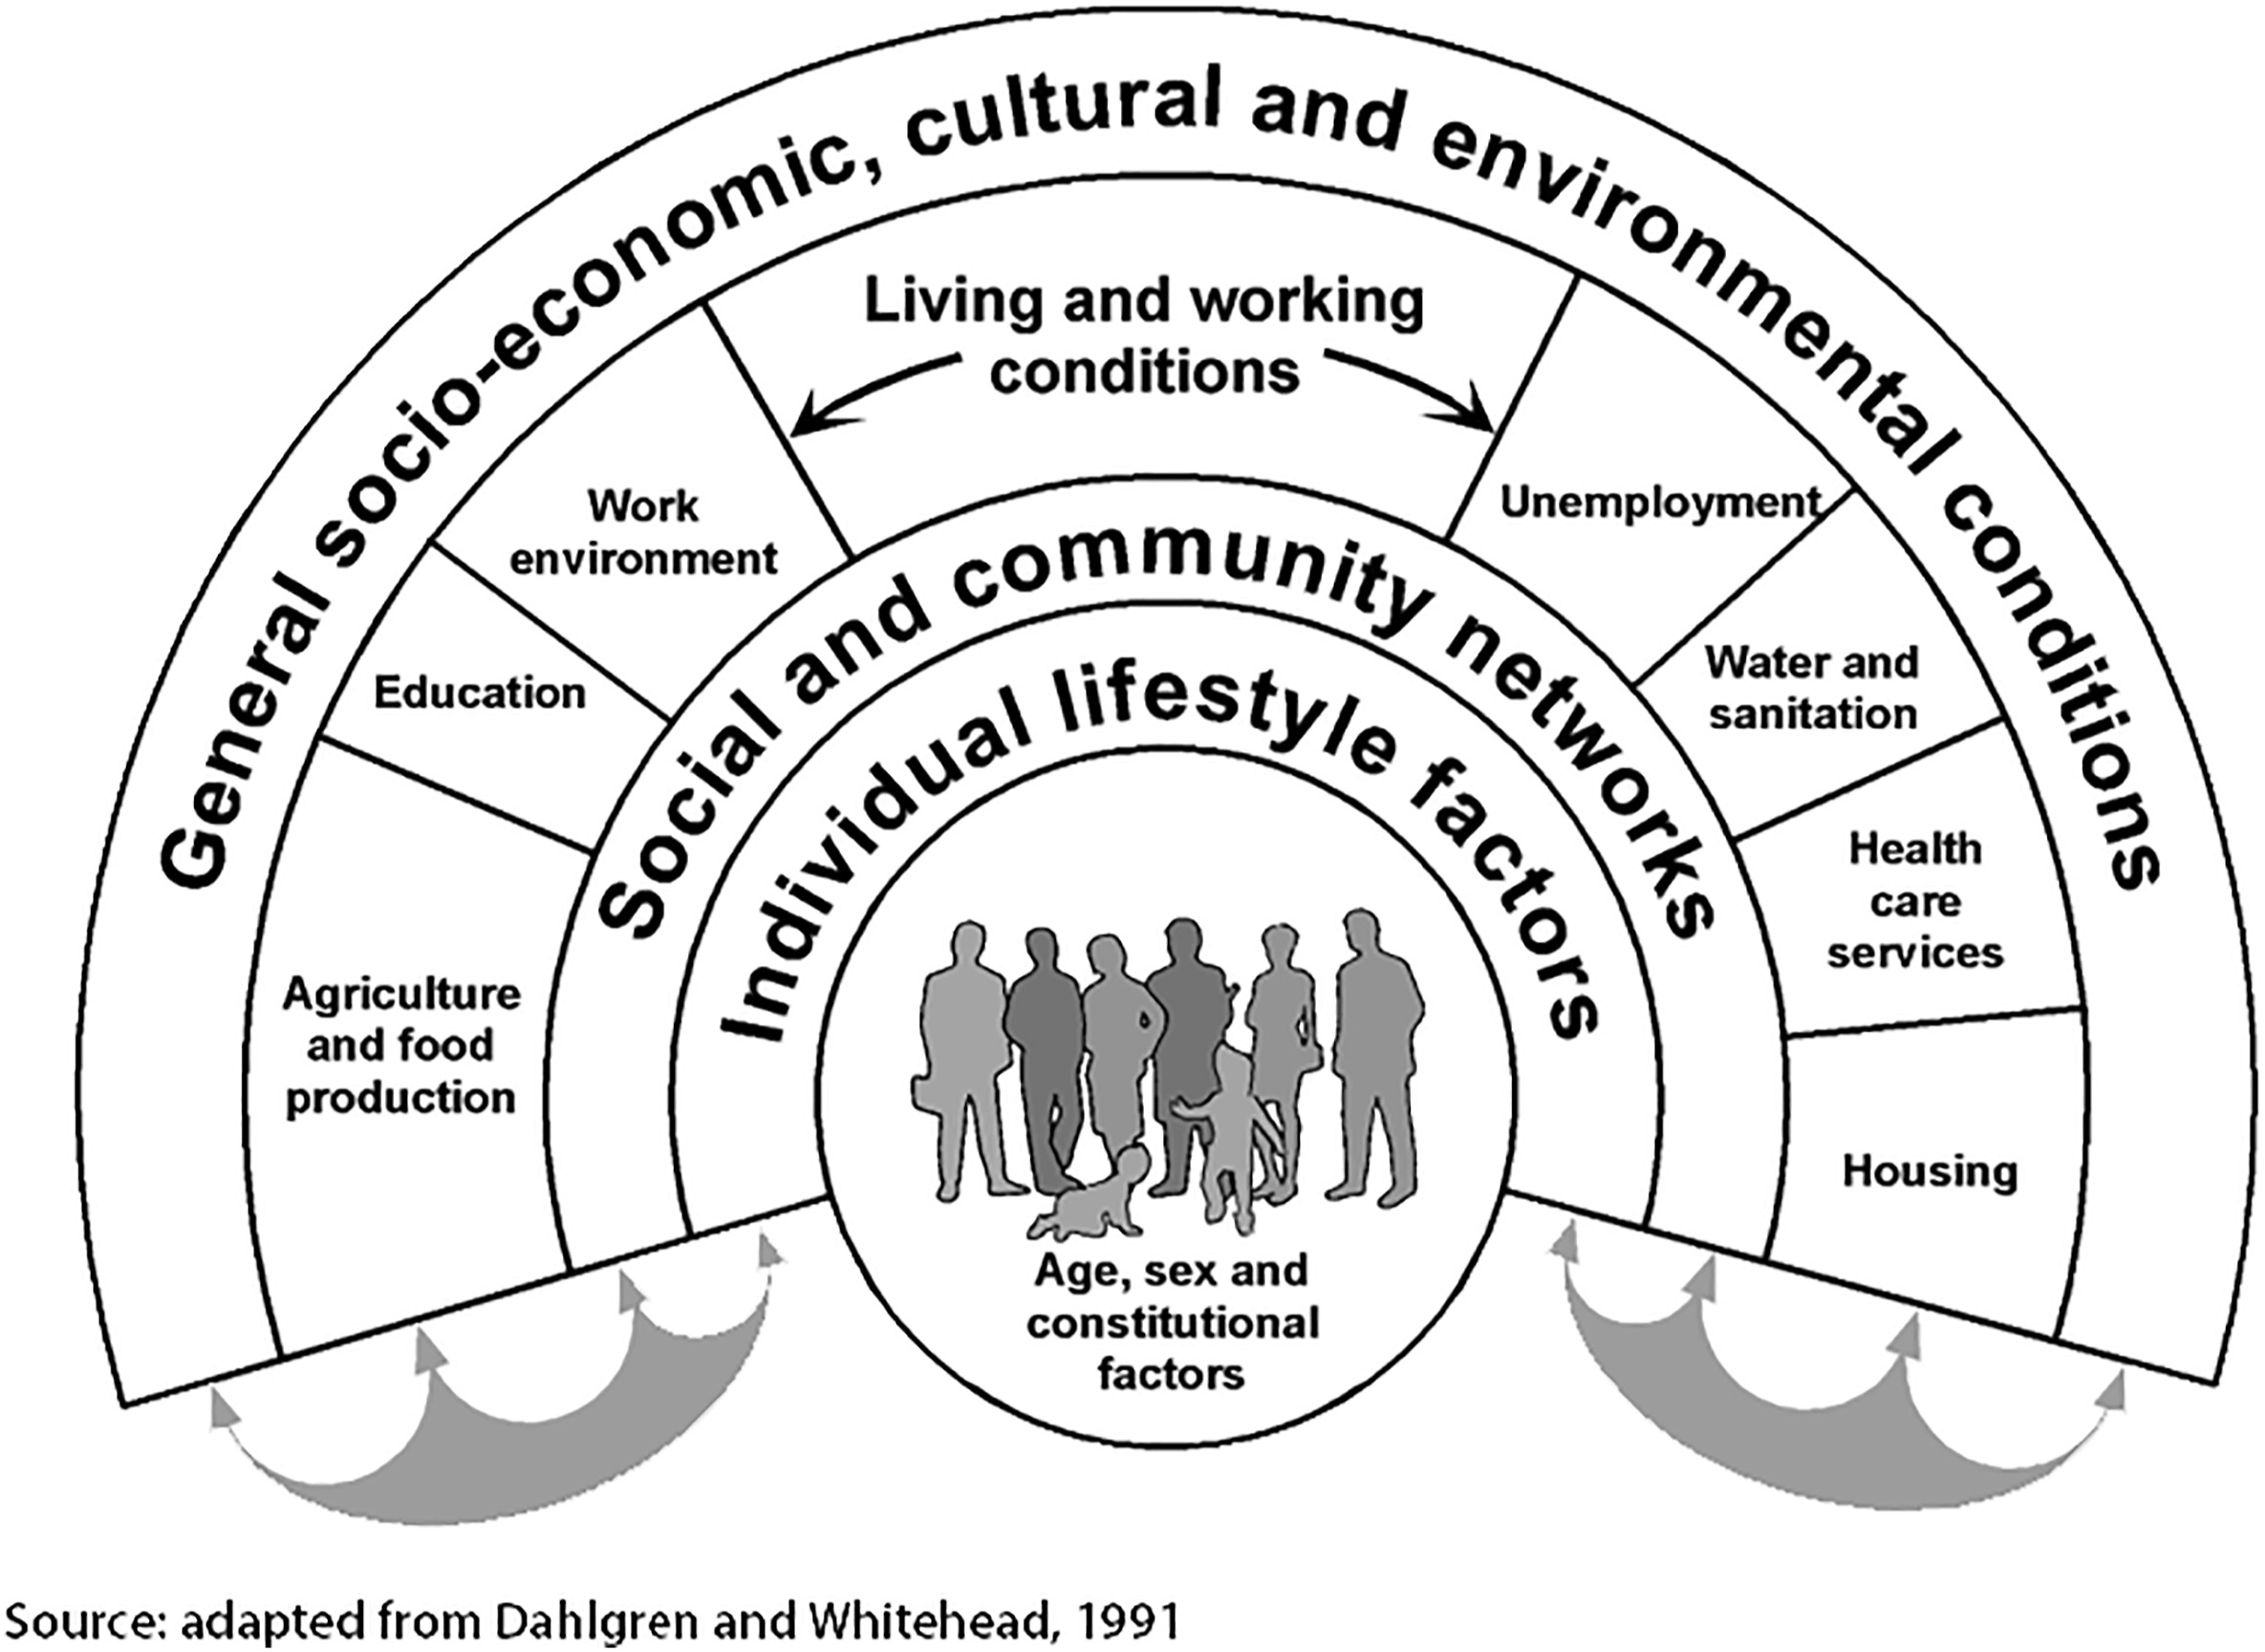 General socio-economic, cultural and environmental conditions
Living and working
conditions
Work
environment
Unemployment
Education
Water and
sanitation
Agriculture
and food
production
Health
care
services
Housing
Social and community networks
Individual lifestyle factors
Age, sex and
constitutional
factors
Source: adapted from Dahlgren and Whitehead, 1991